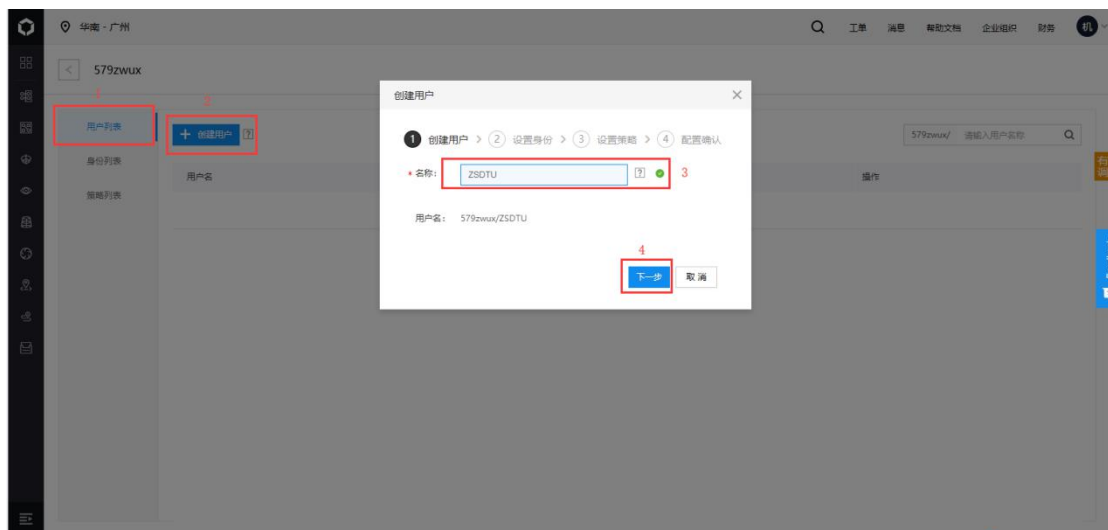 华南 - 广州 工单 消息 帮助文档 企业组织 财务 机
579zwux
创建用户
1 2
用户列表 + 创建用户 [?]
1 创建用户 > 2 设置身份 > 3 设置策略 > 4 配置确认
579zwux/ 请输入用户名称
身份列表
* 名称: ZSDTU [?] 3
用户名 操作
策略列表
用户名: 579zwux/ZSDTU
4
下一步 取消